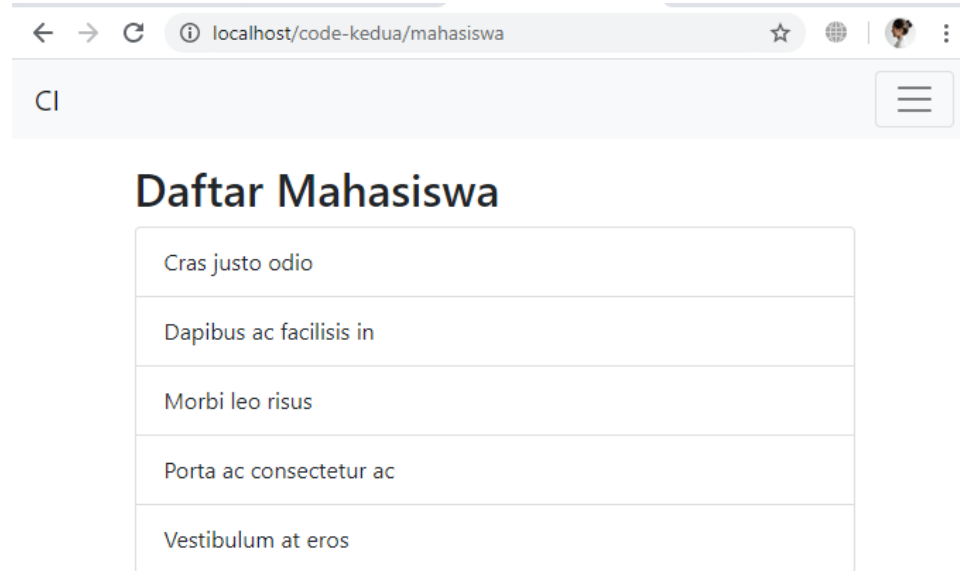 localhost/code-kedua/mahasiswa
CI
Daftar Mahasiswa
Cras justo odio
Dapibus ac facilisis in
Morbi leo risus
Porta ac consectetur ac
Vestibulum at eros